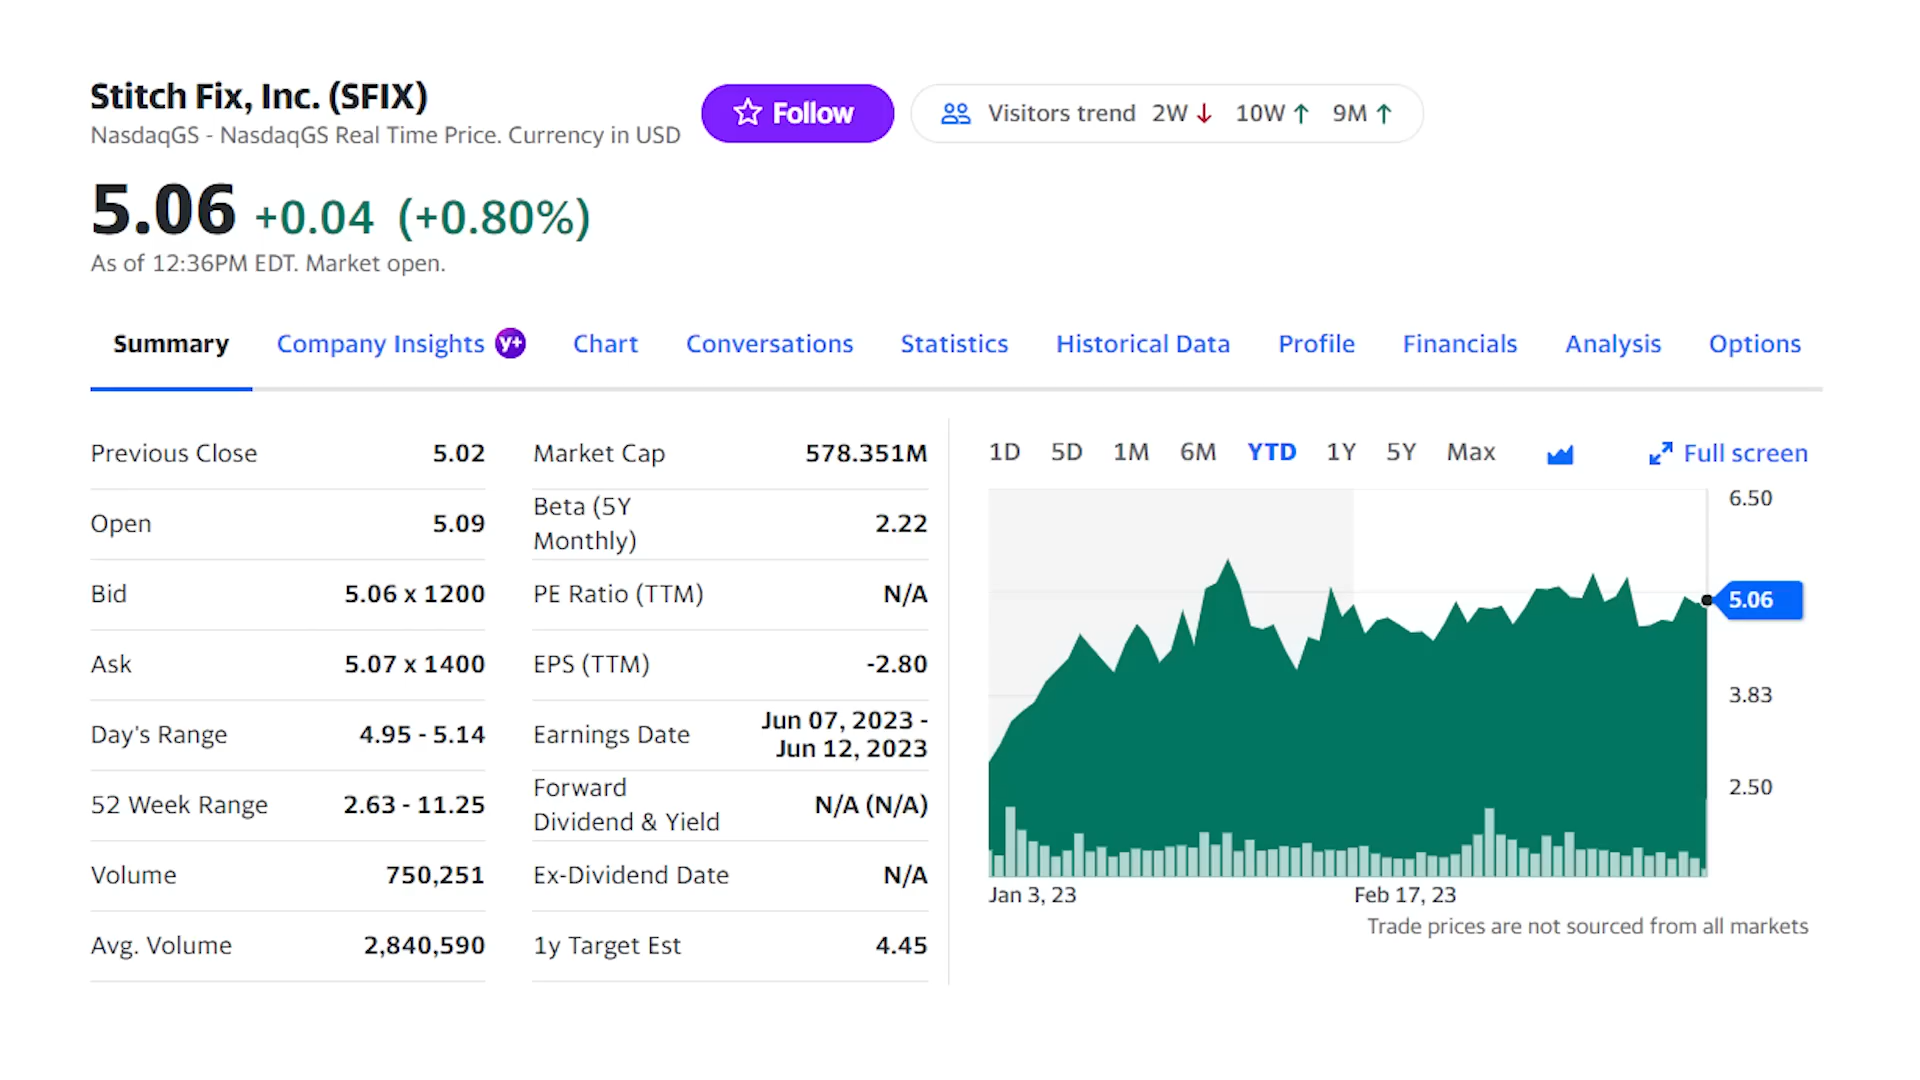 Stitch Fix, Inc. (SFIX)
NasdaqGS - NasdaqGS Real Time Price. Currency in USD
Follow
Visitors trend 2W ↓ 10W ↑ 9M ↑
5.06 +0.04 (+0.80%)
As of 12:36PM EDT. Market open.
Summary Company Insights y+ Chart Conversations Statistics Historical Data Profile Financials Analysis Options
Previous Close 5.02
Open 5.09
Bid 5.06 x 1200
Ask 5.07 x 1400
Day's Range 4.95 - 5.14
52 Week Range 2.63 - 11.25
Volume 750,251
Avg. Volume 2,840,590
Market Cap 578.351M
Beta (5Y
Monthly) 2.22
PE Ratio (TTM) N/A
EPS (TTM) -2.80
Earnings Date Jun 07, 2023 -
Jun 12, 2023
Forward
Dividend & Yield N/A (N/A)
Ex-Dividend Date N/A
1y Target Est 4.45
1D 5D 1M 6M YTD 1Y 5Y Max Full screen
6.50
5.06
3.83
2.50
Jan 3, 23 Feb 17, 23
Trade prices are not sourced from all markets